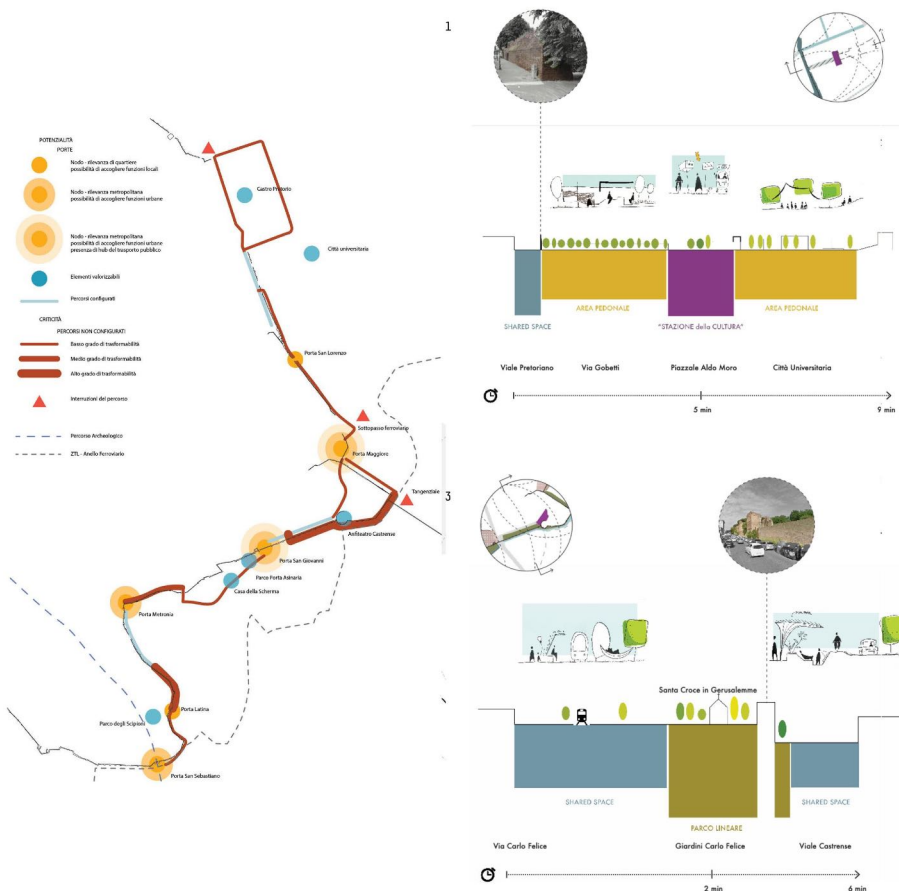 POTENZIALITÀ
PORTE
Nodo - rilevanza di quartiere
possibilità di accogliere funzioni locali
Nodo - rilevanza metropolitana
possibilità di accogliere funzioni urbane
Nodo - rilevanza metropolitana
possibilità di accogliere funzioni urbane
presenza di hub del trasporto pubblico
Elementi valorizzabili
Percorsi configurati
CRITICITÀ
PERCORSI NON CONFIGURATI
Basso grado di trasformabilità
Medio grado di trasformabilità
Alto grado di trasformabilità
Interruzioni del percorso
Percorso Archeologico
ZTL - Anello Ferroviario
Castro Pretorio
Città universitaria
Porta San Lorenzo
Sottopasso ferroviario
Porta Maggiore
Tangenziale
Anfiteatro Castrense
Porta San Giovanni
Parco Porta Asinaria
Casa della Scherma
Porta Metronia
Porta Latina
Parco degli Scipioni
Porta San Sebastiano
1
SHARED SPACE
AREA PEDONALE
"STAZIONE della CULTURA"
AREA PEDONALE
Viale Pretoriano
Via Gobetti
Piazzale Aldo Moro
Città Universitaria
5 min
9 min
3
Santa Croce in Gerusalemme
SHARED SPACE
PARCO LINEARE
SHARED SPACE
Via Carlo Felice
Giardini Carlo Felice
Viale Castrense
2 min
6 min